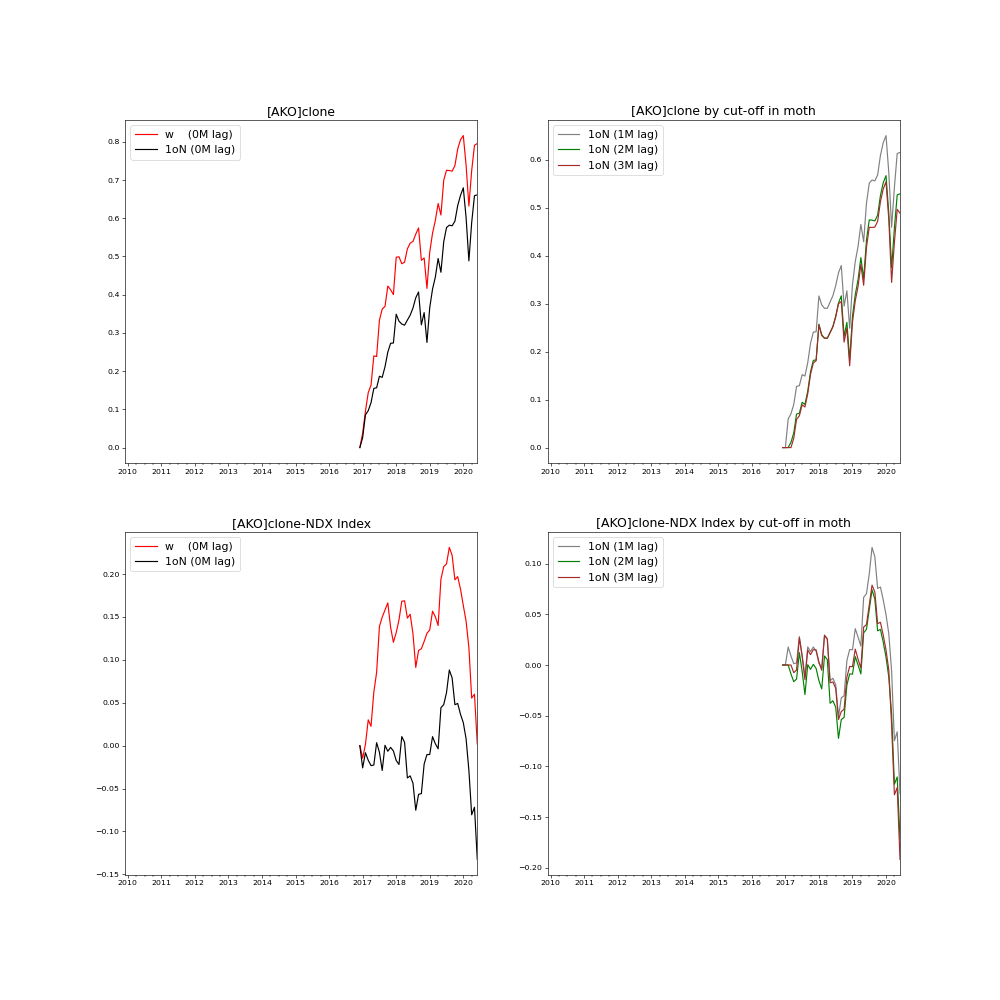 [AKO]clone
w    (0M lag)
1oN (0M lag)
0.8
0.7
0.6
0.5
0.4
0.3
0.2
0.1
0.0
2010 2011 2012 2013 2014 2015 2016 2017 2018 2019 2020
[AKO]clone by cut-off in moth
1oN (1M lag)
1oN (2M lag)
1oN (3M lag)
0.6
0.5
0.4
0.3
0.2
0.1
0.0
2010 2011 2012 2013 2014 2015 2016 2017 2018 2019 2020
[AKO]clone-NDX Index
w    (0M lag)
1oN (0M lag)
0.20
0.15
0.10
0.05
0.00
−0.05
−0.10
−0.15
2010 2011 2012 2013 2014 2015 2016 2017 2018 2019 2020
[AKO]clone-NDX Index by cut-off in moth
1oN (1M lag)
1oN (2M lag)
1oN (3M lag)
0.10
0.05
0.00
−0.05
−0.10
−0.15
−0.20
2010 2011 2012 2013 2014 2015 2016 2017 2018 2019 2020